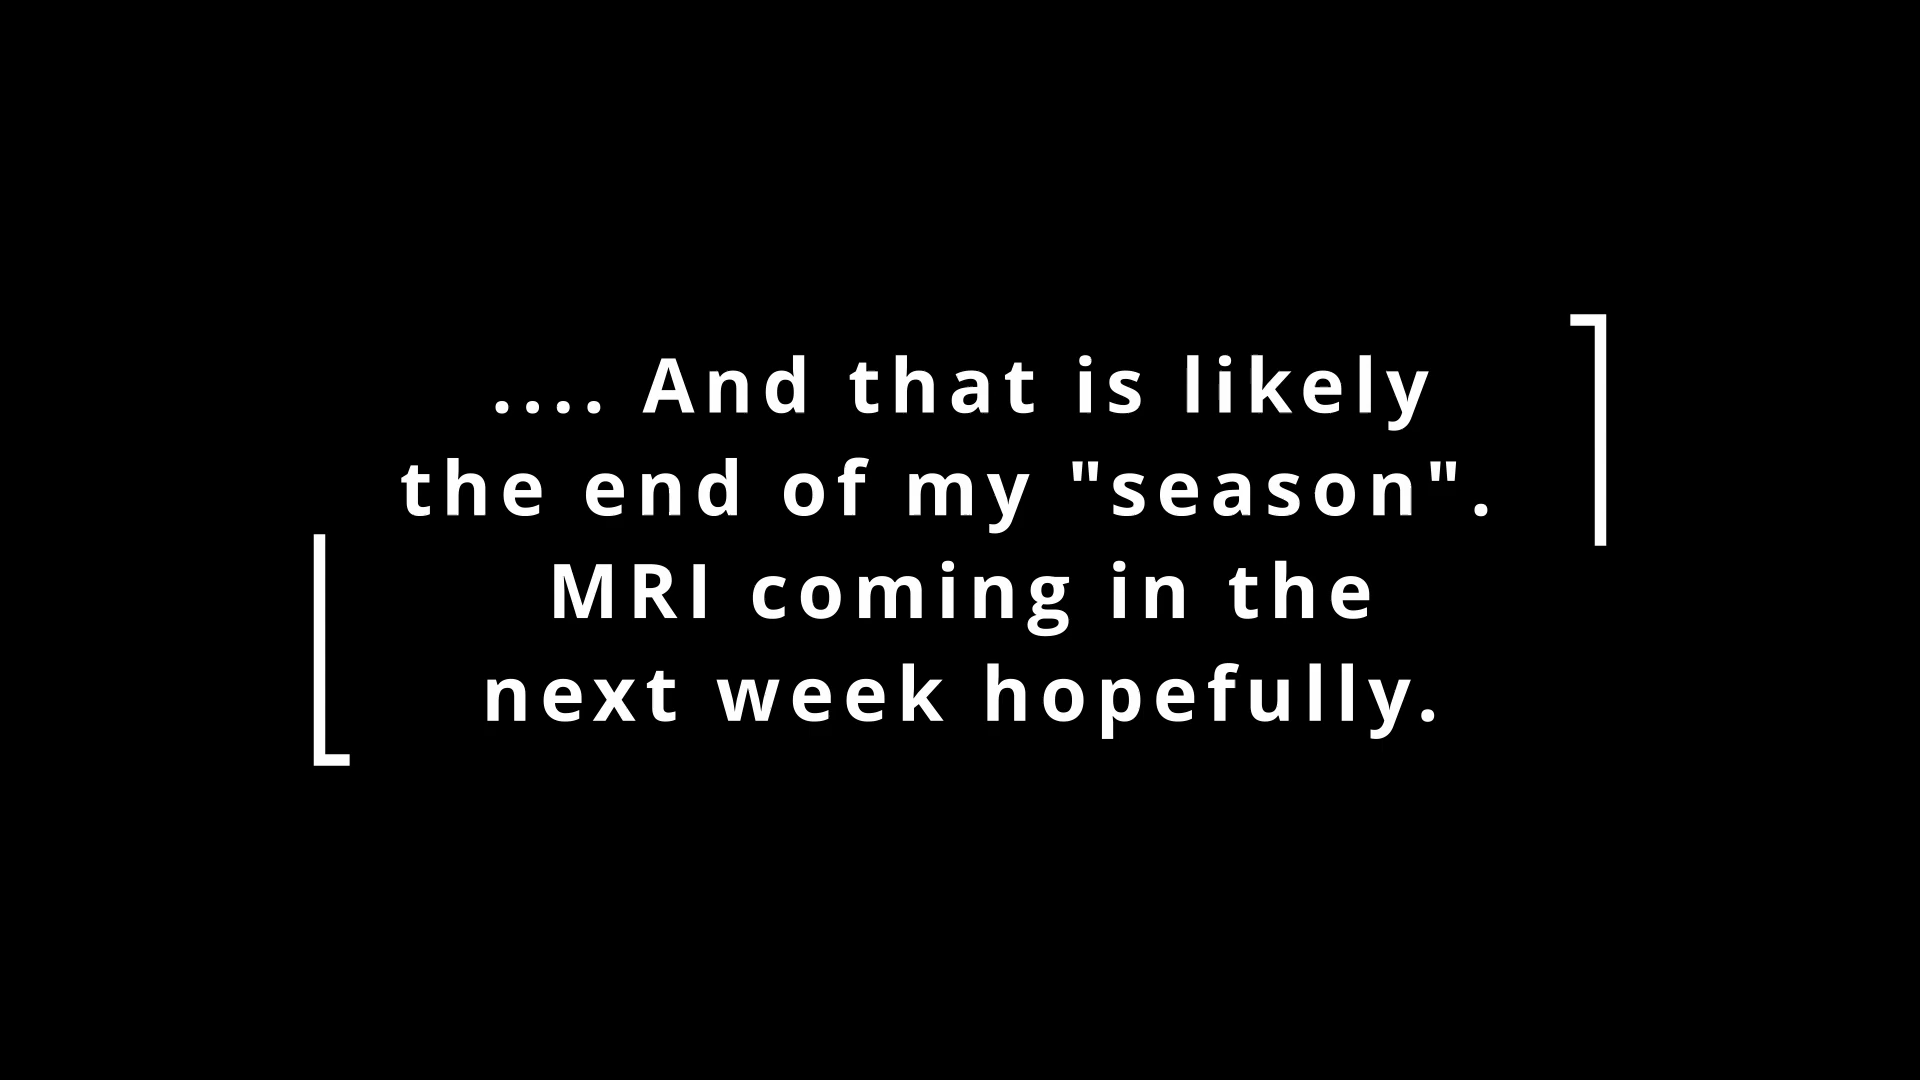 .... And that is likely
the end of my "season".
MRI coming in the
next week hopefully.